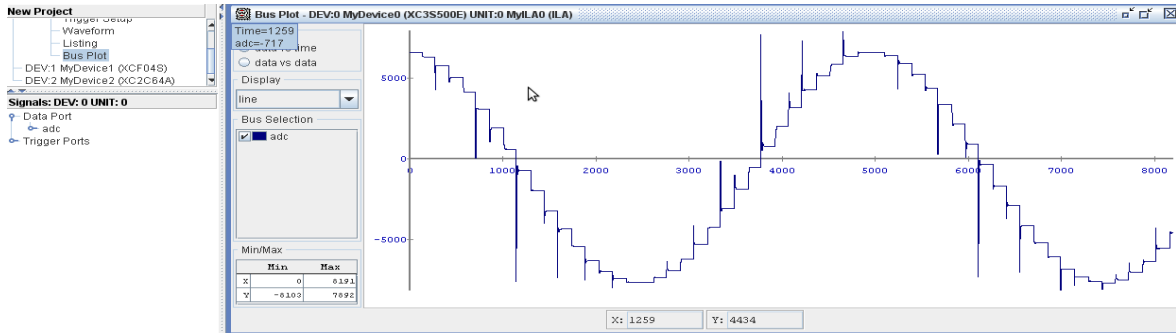 New Project
Trigger Setup
Waveform
Listing
Bus Plot
DEV:1 MyDevice1 (XCF04S)
DEV:2 MyDevice2 (XC2C64A)
Signals: DEV: 0 UNIT: 0
Data Port
adc
Trigger Ports
Bus Plot - DEV:0 MyDevice0 (XC3S500E) UNIT:0 MyILA0 (ILA)
Time=1259
adc=-717
data vs time
data vs data
Display
line
Bus Selection
adc
Min/Max
Min Max
X 0 8191
Y -8103 7892
5000
0
-5000
0 1000 2000 3000 4000 5000 6000 7000 8000
X: 1259 Y: 4434